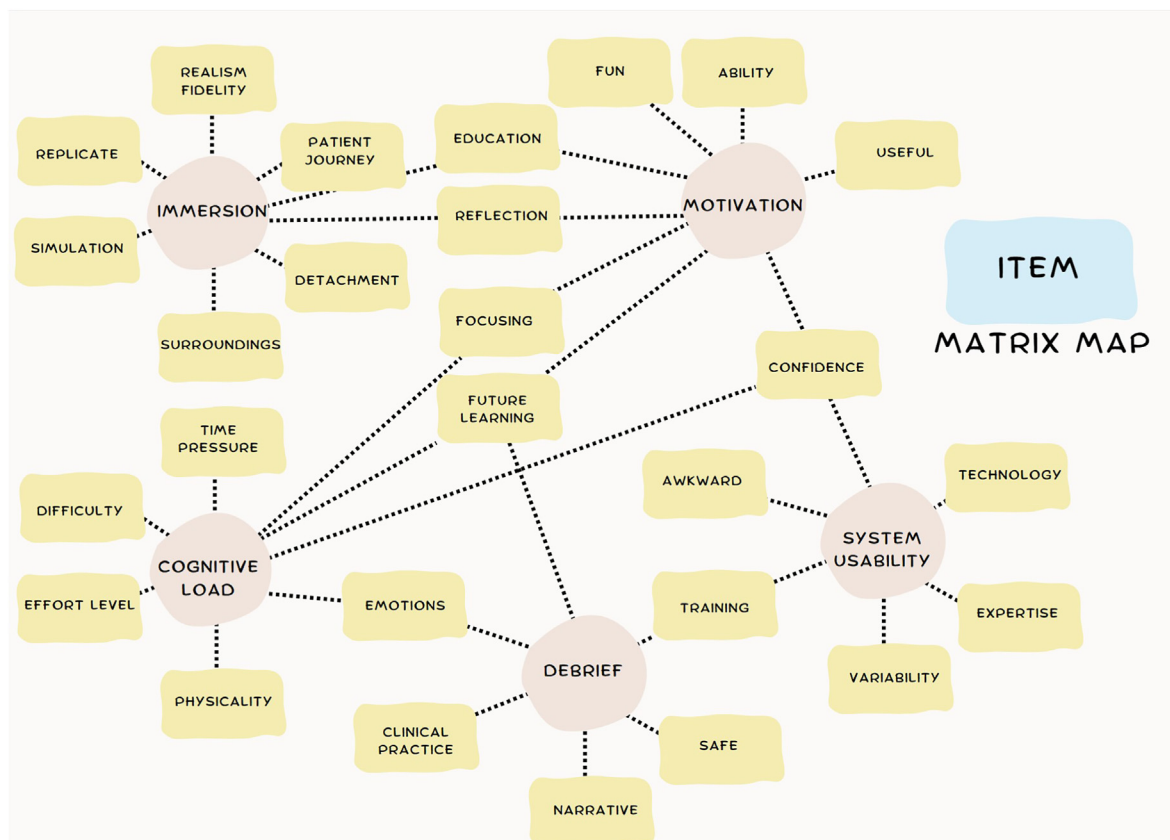 REALISM
FIDELITY
FUN
ABILITY
REPLICATE
PATIENT
JOURNEY
EDUCATION
USEFUL
IMMERSION
REFLECTION
MOTIVATION
SIMULATION
DETACHMENT
ITEM
MATRIX MAP
SURROUNDINGS
FOCUSING
CONFIDENCE
TIME
PRESSURE
FUTURE
LEARNING
AWKWARD
TECHNOLOGY
DIFFICULTY
SYSTEM
USABILITY
COGNITIVE
LOAD
EFFORT LEVEL
EMOTIONS
TRAINING
EXPERTISE
DEBRIEF
VARIABILITY
PHYSICALITY
CLINICAL
PRACTICE
SAFE
NARRATIVE